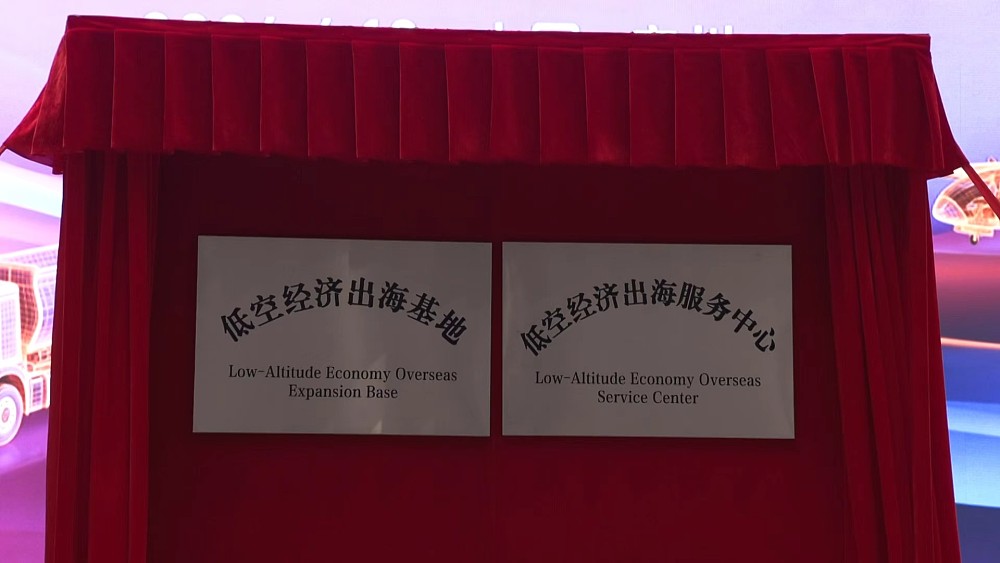 低空经济出海基地
Low-Altitude Economy Overseas
Expansion Base
低空经济出海服务中心
Low-Altitude Economy Overseas
Service Center